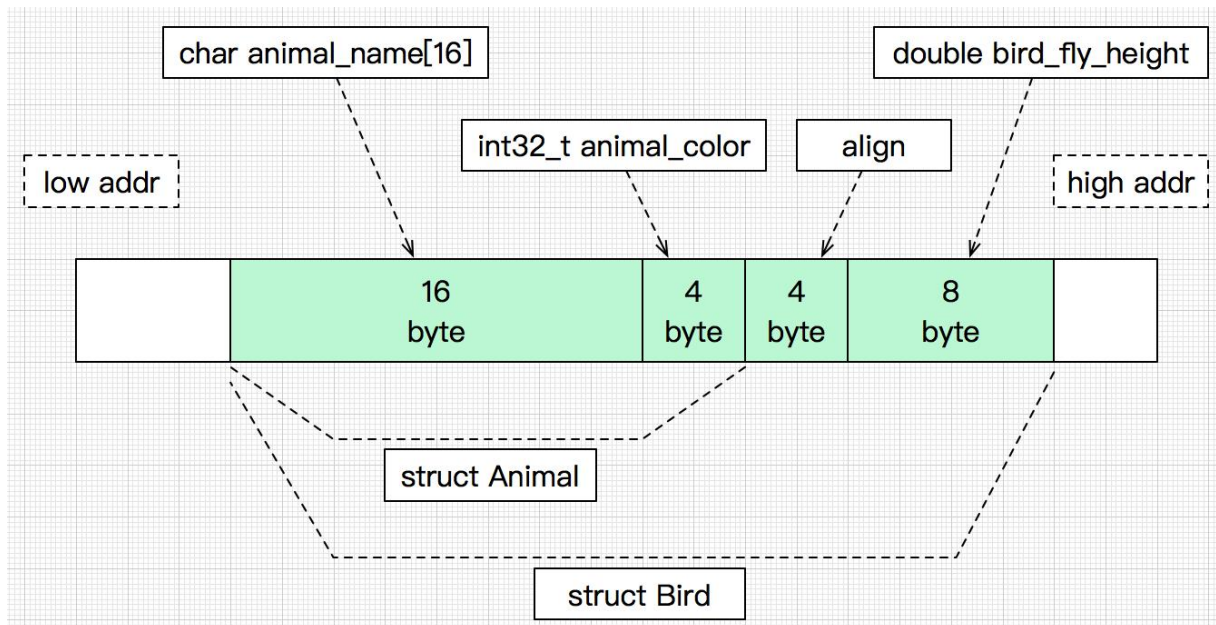 char animal_name[16]
double bird_fly_height
int32_t animal_color
align
low addr
high addr
16
byte
4
byte
4
byte
8
byte
struct Animal
struct Bird